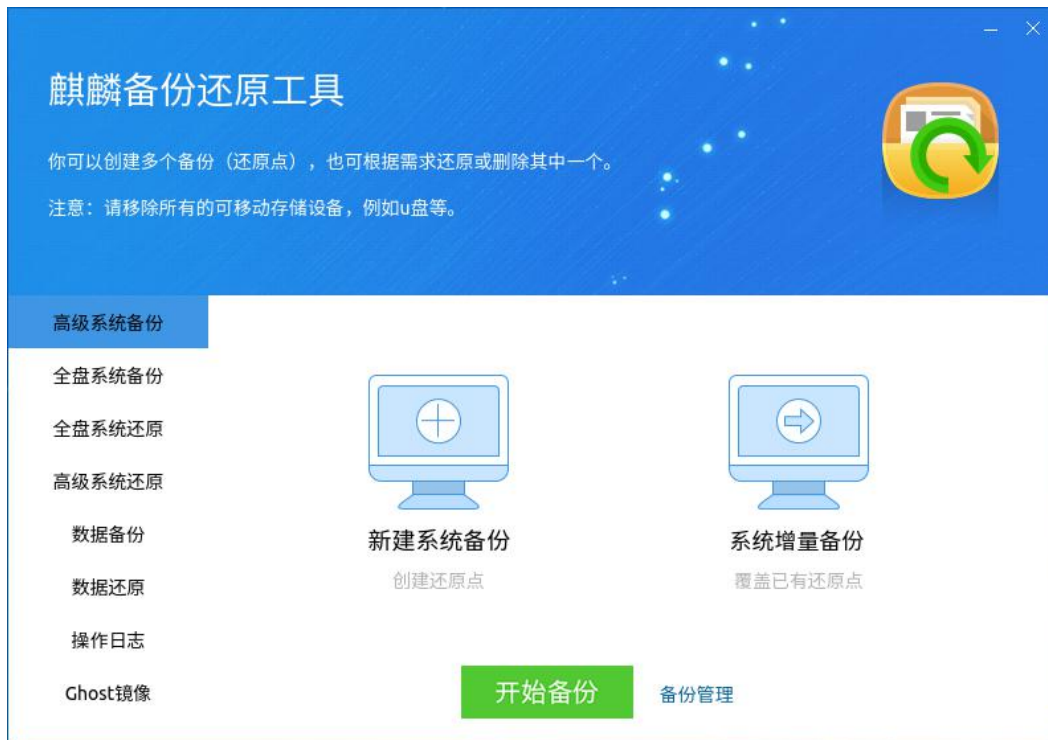 麒麟备份还原工具
你可以创建多个备份（还原点），也可根据需求还原或删除其中一个。
注意：请移除所有的可移动存储设备，例如u盘等。
高级系统备份
全盘系统备份
全盘系统还原
高级系统还原
数据备份
数据还原
操作日志
Ghost镜像
新建系统备份
创建还原点
系统增量备份
覆盖已有还原点
开始备份
备份管理